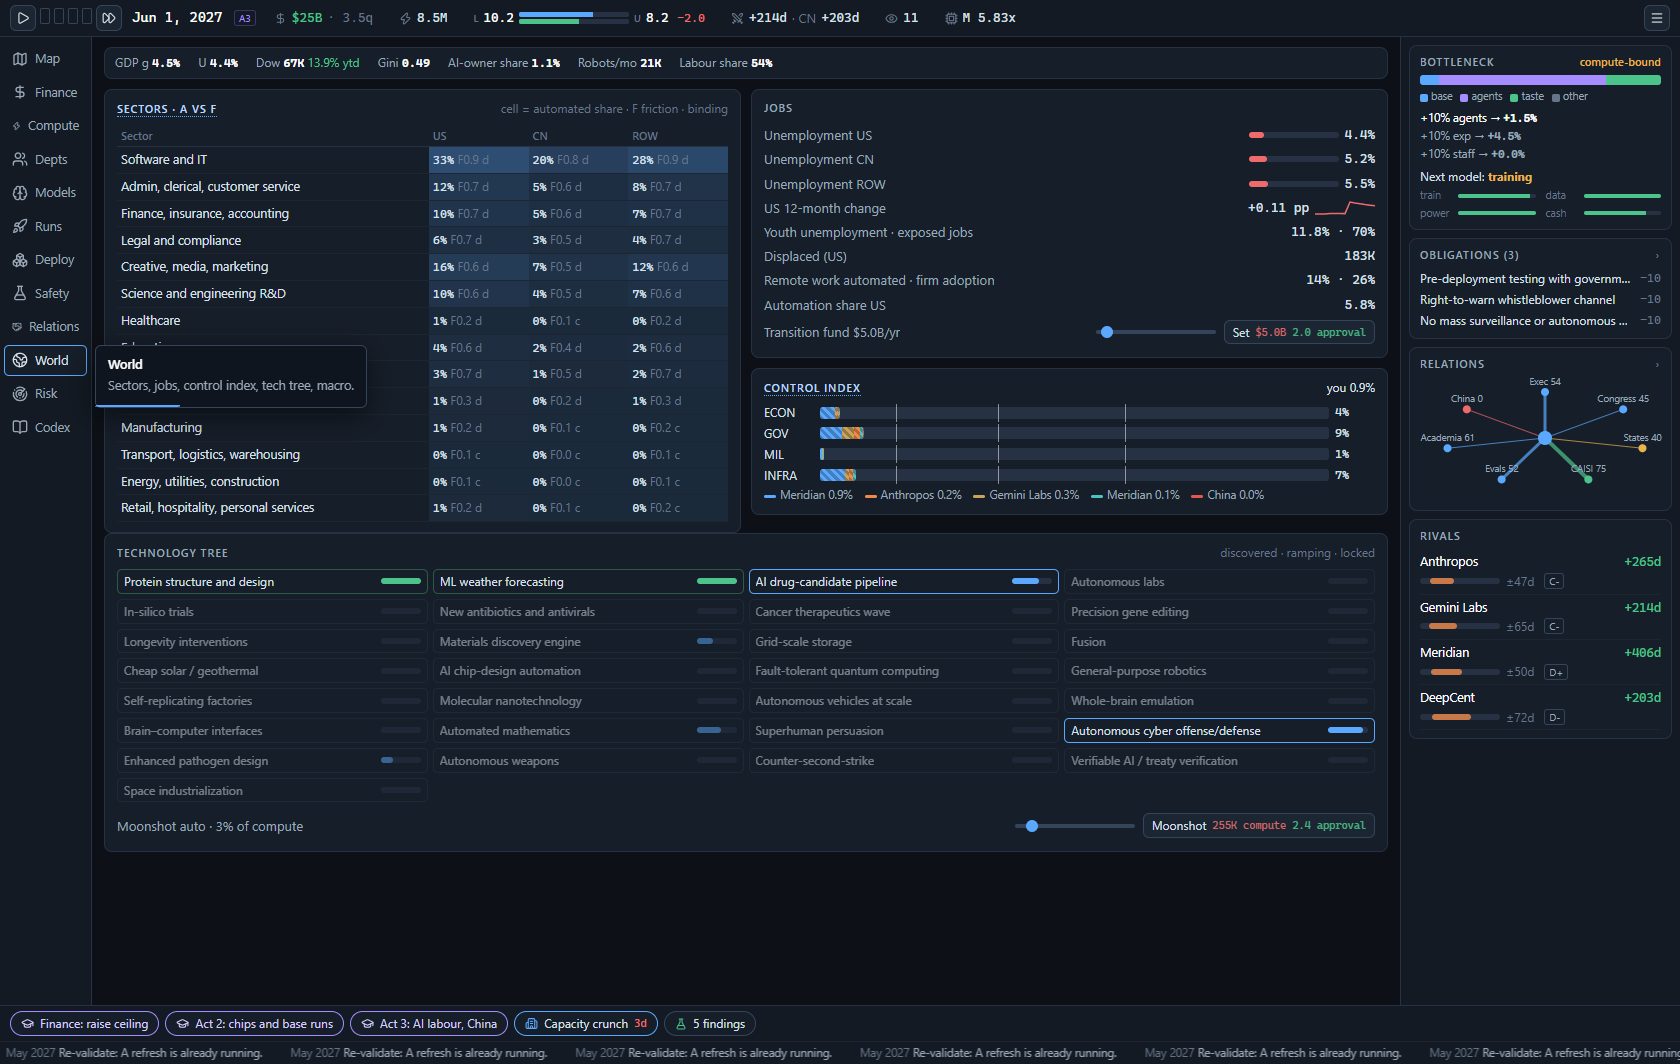 Jun 1, 2027 A3 $ $25B · 3.5q 8.5M L 10.2 U 8.2 −2.0 +214d · CN +203d 11 M 5.83x
Map
Finance
Compute
Depts
Models
Runs
Deploy
Safety
Relations
World
Risk
Codex
GDP g 4.5% U 4.4% Dow 67K 13.9% ytd Gini 0.49 AI-owner share 1.1% Robots/mo 21K Labour share 54%
SECTORS · A VS F cell = automated share · F friction · binding
Sector US CN ROW
Software and IT 33% F0.9 d 20% F0.8 d 28% F0.9 d
Admin, clerical, customer service 12% F0.7 d 5% F0.6 d 8% F0.7 d
Finance, insurance, accounting 10% F0.7 d 5% F0.6 d 7% F0.7 d
Legal and compliance 6% F0.7 d 3% F0.5 d 4% F0.7 d
Creative, media, marketing 16% F0.6 d 7% F0.5 d 12% F0.6 d
Science and engineering R&D 10% F0.6 d 4% F0.5 d 7% F0.6 d
Healthcare 1% F0.2 d 0% F0.1 c 0% F0.2 d
4% F0.6 d 2% F0.4 d 2% F0.6 d
3% F0.7 d 1% F0.5 d 2% F0.7 d
1% F0.3 d 0% F0.2 d 1% F0.3 d
Manufacturing 1% F0.2 d 0% F0.1 c 0% F0.2 c
Transport, logistics, warehousing 0% F0.1 c 0% F0.0 c 0% F0.1 c
Energy, utilities, construction 0% F0.1 c 0% F0.0 c 0% F0.1 c
Retail, hospitality, personal services 1% F0.2 d 0% F0.1 c 0% F0.2 c
World
Sectors, jobs, control index, tech tree, macro.
JOBS
Unemployment US 4.4%
Unemployment CN 5.2%
Unemployment ROW 5.5%
US 12-month change +0.11 pp
Youth unemployment · exposed jobs 11.8% · 70%
Displaced (US) 183K
Remote work automated · firm adoption 14% · 26%
Automation share US 5.8%
Transition fund $5.0B/yr Set $5.0B 2.0 approval
CONTROL INDEX you 0.9%
ECON 4%
GOV 9%
MIL 1%
INFRA 7%
Meridian 0.9% Anthropos 0.2% Gemini Labs 0.3% Meridian 0.1% China 0.0%
TECHNOLOGY TREE discovered · ramping · locked
Protein structure and design ML weather forecasting AI drug-candidate pipeline Autonomous labs
In-silico trials New antibiotics and antivirals Cancer therapeutics wave Precision gene editing
Longevity interventions Materials discovery engine Grid-scale storage Fusion
Cheap solar / geothermal AI chip-design automation Fault-tolerant quantum computing General-purpose robotics
Self-replicating factories Molecular nanotechnology Autonomous vehicles at scale Whole-brain emulation
Brain–computer interfaces Automated mathematics Superhuman persuasion Autonomous cyber offense/defense
Enhanced pathogen design Autonomous weapons Counter-second-strike Verifiable AI / treaty verification
Space industrialization
Moonshot auto · 3% of compute Moonshot 255K compute 2.4 approval
BOTTLENECK compute-bound
base agents taste other
+10% agents → +1.5%
+10% exp → +4.5%
+10% staff → +0.0%
Next model: training
train data
power cash
OBLIGATIONS (3) ›
Pre-deployment testing with governm... −10
Right-to-warn whistleblower channel −10
No mass surveillance or autonomous ... −10
RELATIONS ›
Exec 54
China 0 Congress 45
Academia 61 States 40
Evals 52 CAISI 75
RIVALS
Anthropos +265d
±47d C-
Gemini Labs +214d
±65d C-
Meridian +406d
±50d D+
DeepCent +203d
±72d D-
Finance: raise ceiling Act 2: chips and base runs Act 3: AI labour, China Capacity crunch 3d 5 findings
May 2027 Re-validate: A refresh is already running. May 2027 Re-validate: A refresh is already running. May 2027 Re-validate: A refresh is already running. May 2027 Re-validate: A refresh is already running. May 2027 Re-validate: A refresh is already running. May 2027 Re-validate: A refresh is already runnin